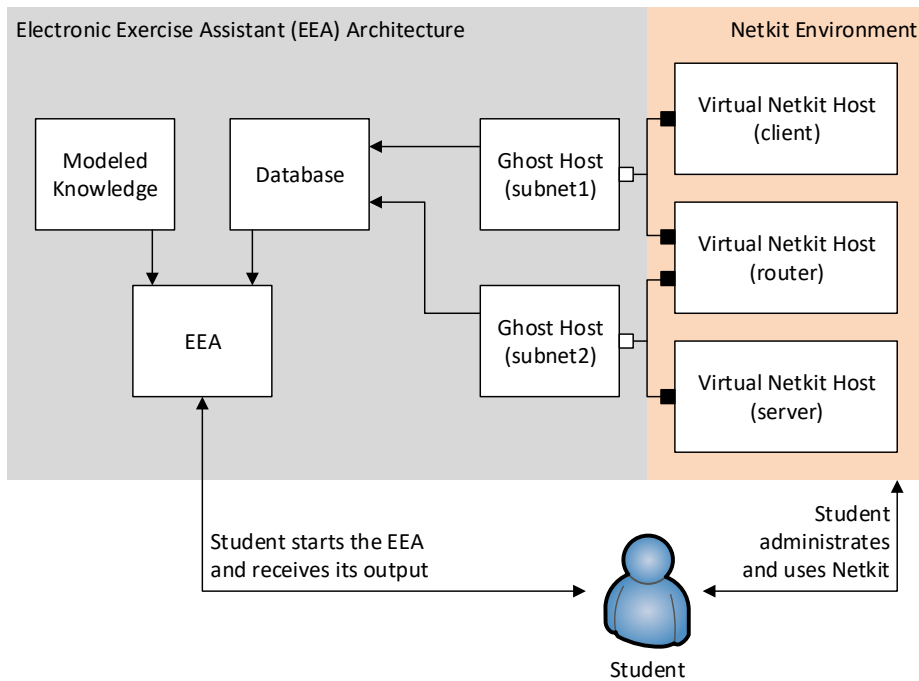 Electronic Exercise Assistant (EEA) Architecture
Netkit Environment
Modeled
Knowledge
Database
Ghost Host
(subnet1)
Virtual Netkit Host
(client)
Virtual Netkit Host
(router)
EEA
Ghost Host
(subnet2)
Virtual Netkit Host
(server)
Student starts the EEA
and receives its output
Student
administrates
and uses Netkit
Student